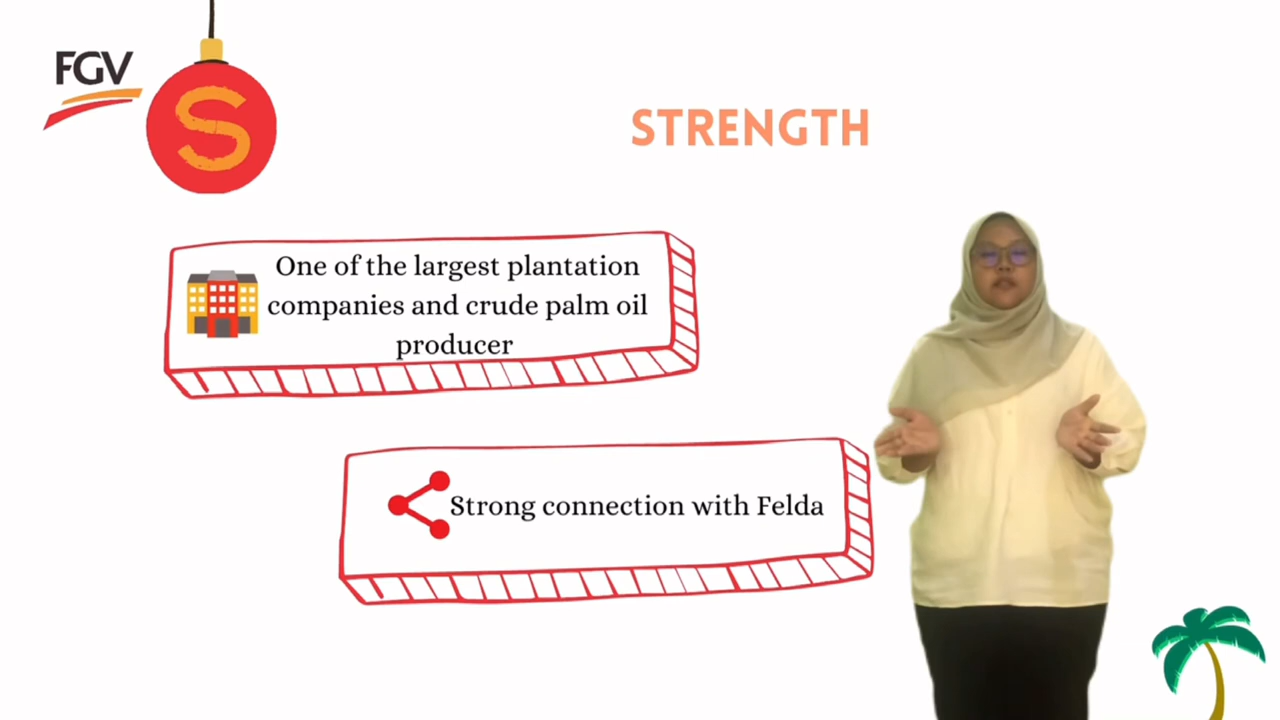 FGV
S
STRENGTH
One of the largest plantation
companies and crude palm oil
producer
Strong connection with Felda